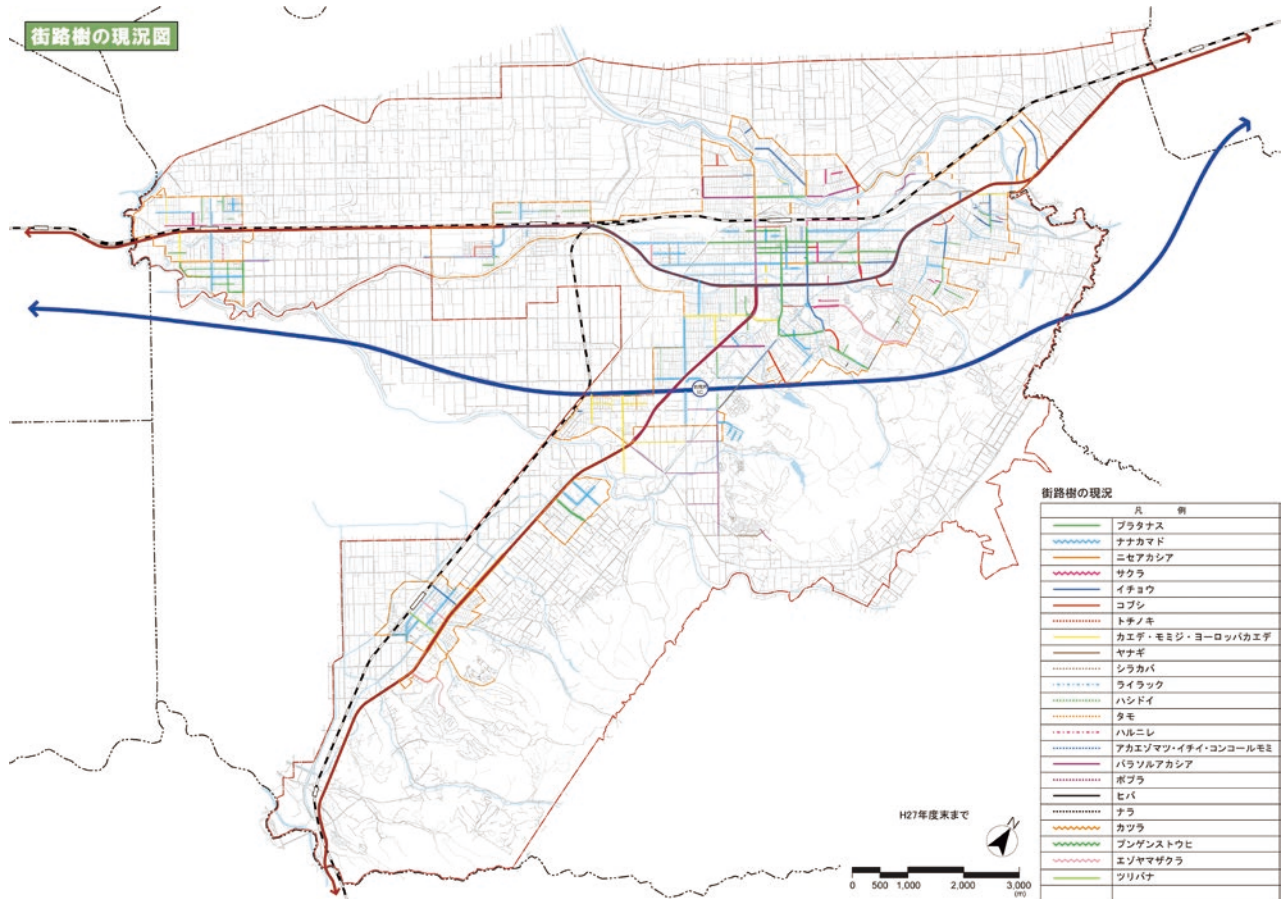 街路樹の現況図
街路樹の現況
凡 例
プラタナス
ナナカマド
ニセアカシア
サクラ
イチョウ
コブシ
トチノキ
カエデ・モミジ・ヨーロッパカエデ
ヤナギ
シラカバ
ライラック
ハシドイ
タモ
ハルニレ
アカエゾマツ・イチイ・コンコールモミ
パラソルアカシア
ポプラ
ヒバ
ナラ
カツラ
プンゲンストウヒ
エゾヤマザクラ
ツリバナ
H27年度末まで
N
0 500 1,000 2,000 3,000
(m)